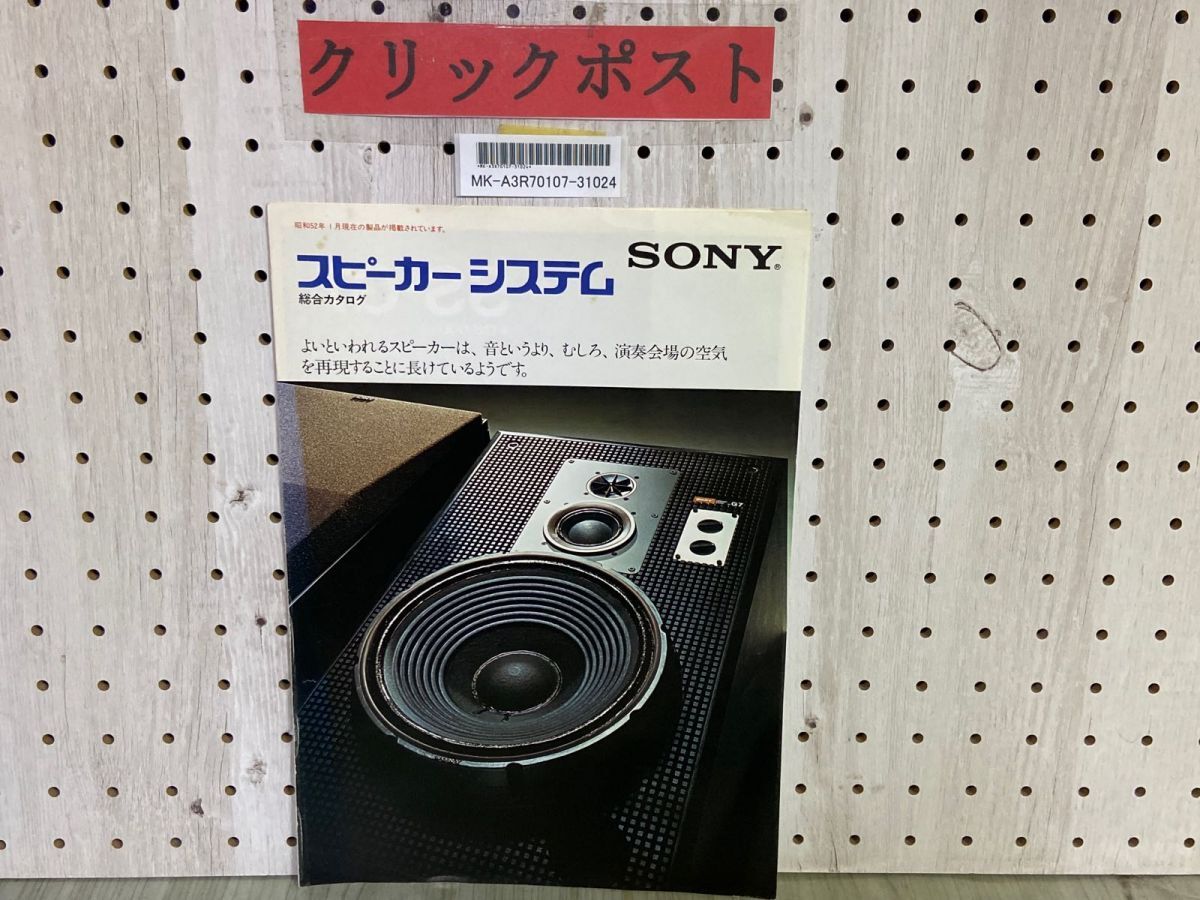 クリックポスト
MK-A3R70107-31024
昭和52年1月現在の製品が掲載されています。
スピーカーシステム
SONY®
総合カタログ
よいといわれるスピーカーは、音というより、むしろ、演奏会場の空気
を再現することに長けているようです。
G7
SONY